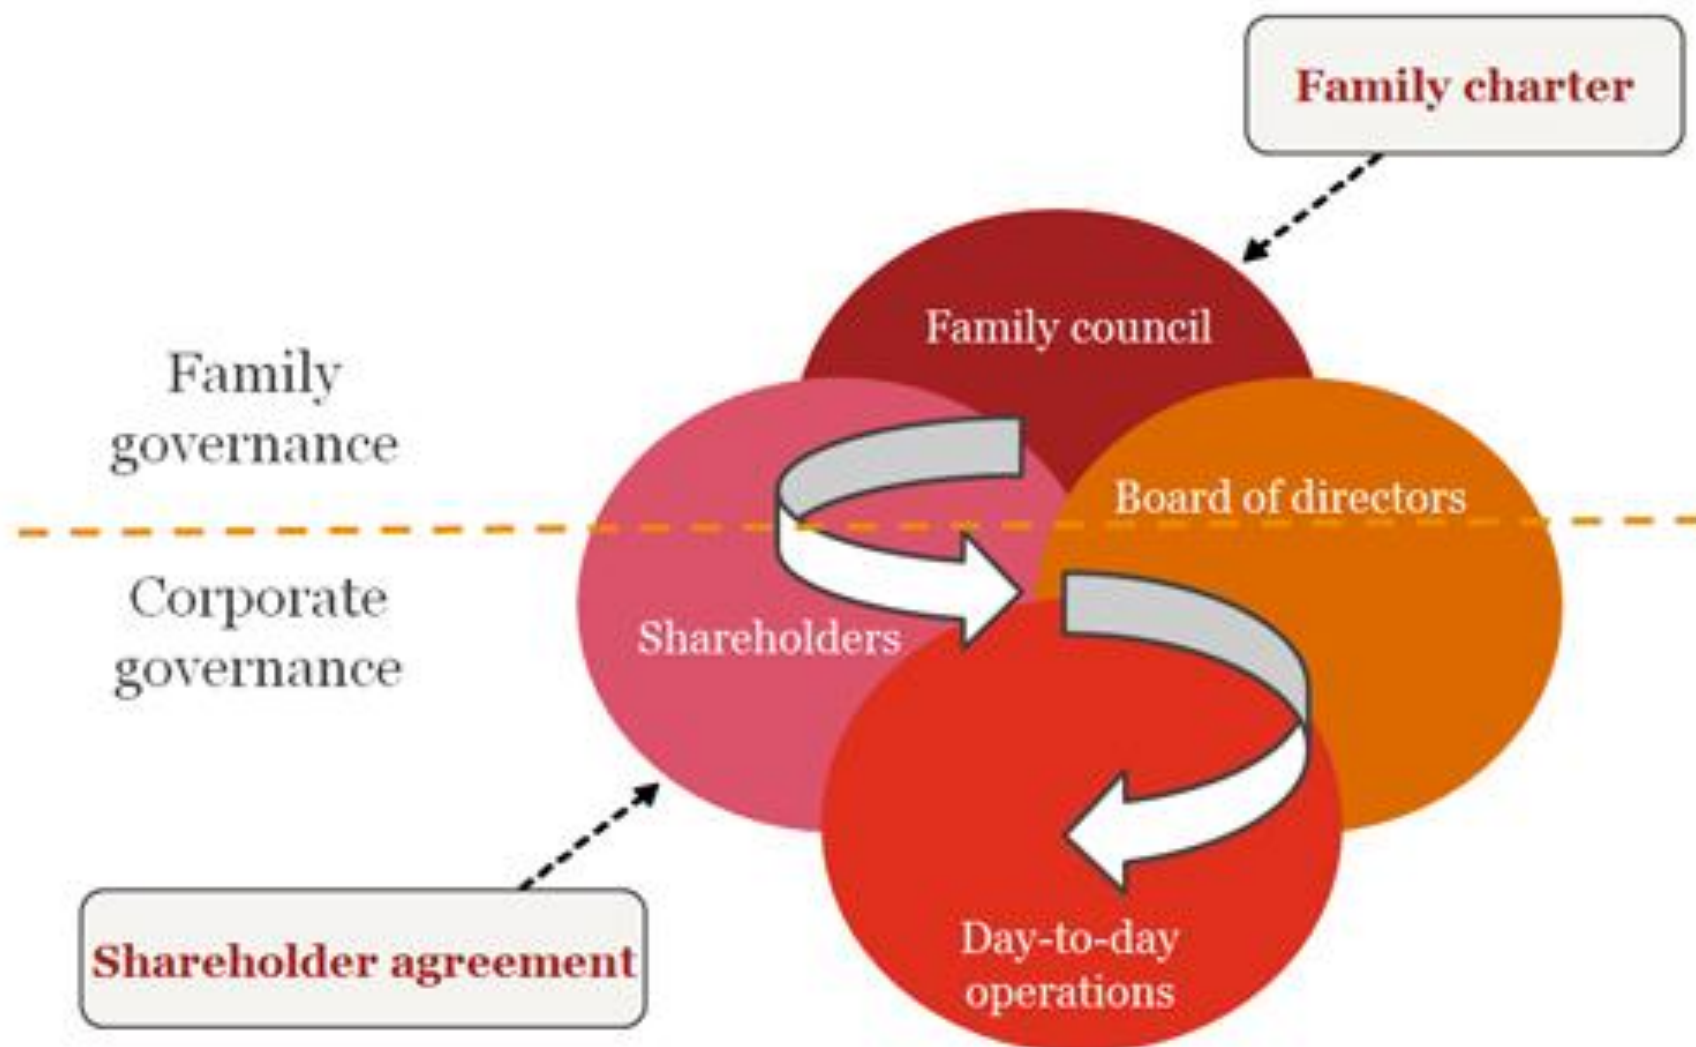 Family charter
Family council
Family
governance
Board of directors
Corporate
governance
Shareholders
Shareholder agreement
Day-to-day
operations